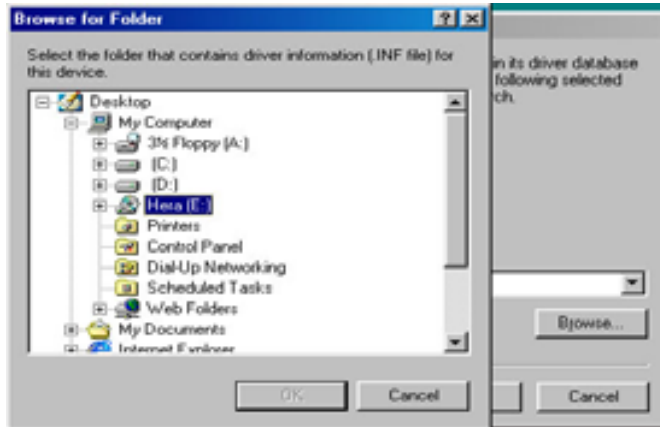 Browse for Folder
Select the folder that contains driver information (.INF file) for
this device.
Desktop
My Computer
3½ Floppy (A:)
(C:)
(D:)
Hera (E:)
Printers
Control Panel
Dial-Up Networking
Scheduled Tasks
Web Folders
My Documents
Internet Explorer
OK
Cancel
in its driver database
following selected
rch.
Browse...
Cancel